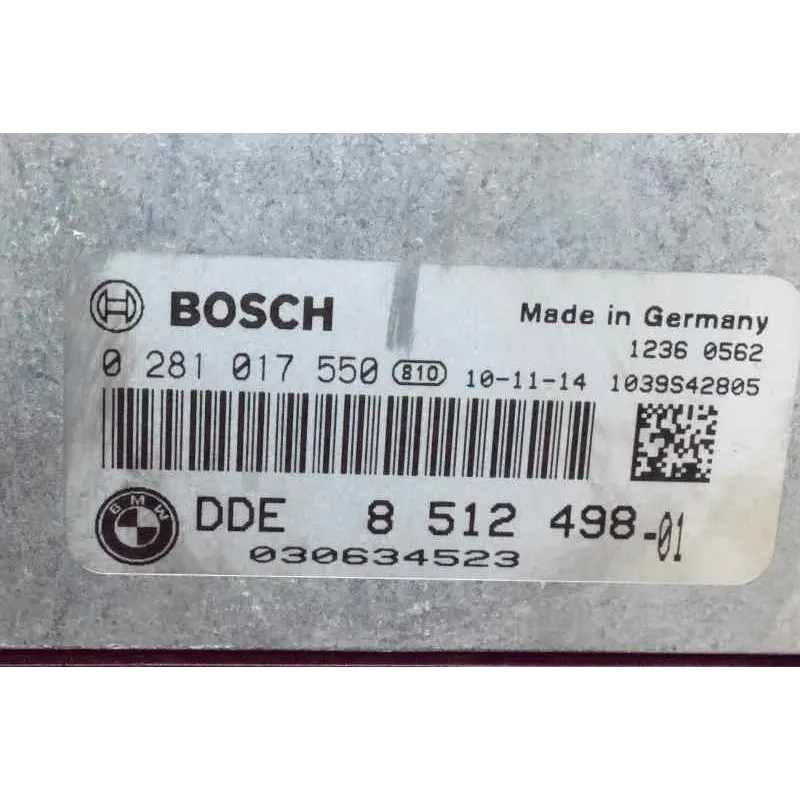 BOSCH Made in Germany
1236 0562
0 281 017 550 810 10-11-14 1039S42805
BMW DDE 8 512 498-01
030634523